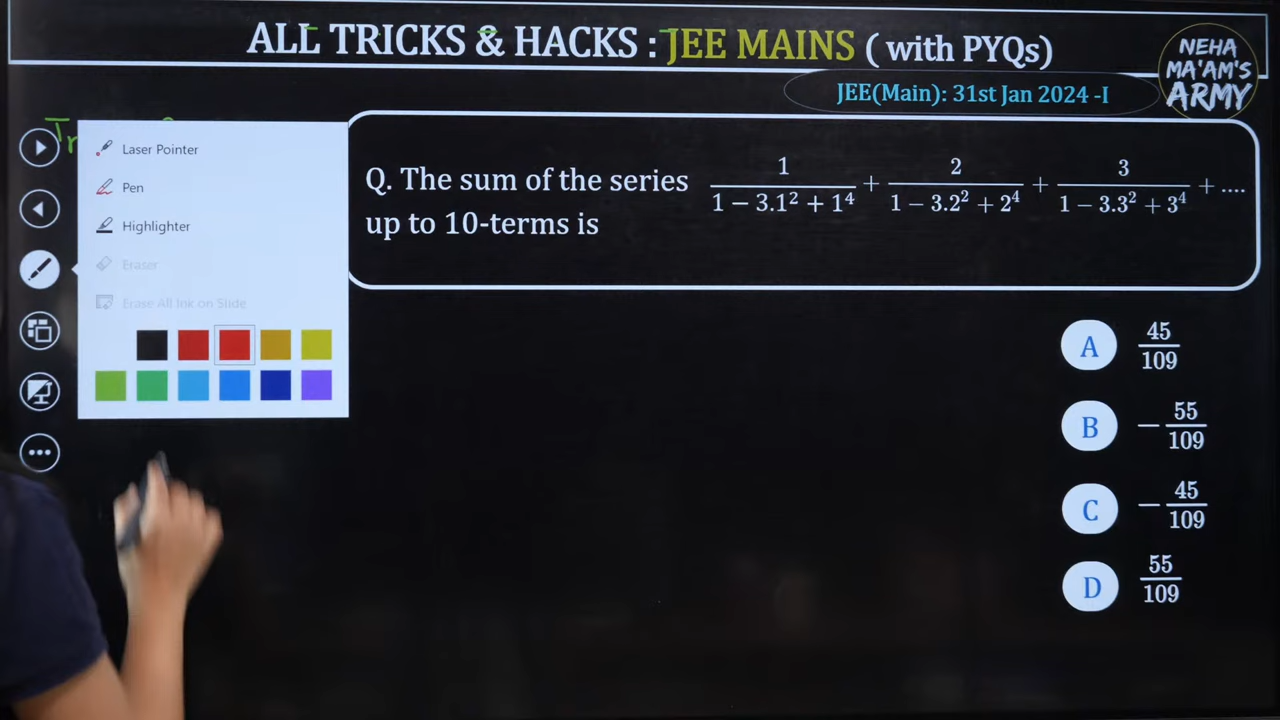 ALL TRICKS & HACKS : JEE MAINS ( with PYQs)
NEHA
MA'AM'S
ARMY
JEE(Main): 31st Jan 2024 -I
Q. The sum of the series 1/(1 − 3.1² + 1⁴) + 2/(1 − 3.2² + 2⁴) + 3/(1 − 3.3² + 3⁴) + ....
up to 10-terms is
Laser Pointer
Pen
Highlighter
Eraser
Erase All Ink on Slide
A 45/109
B −55/109
C −45/109
D 55/109